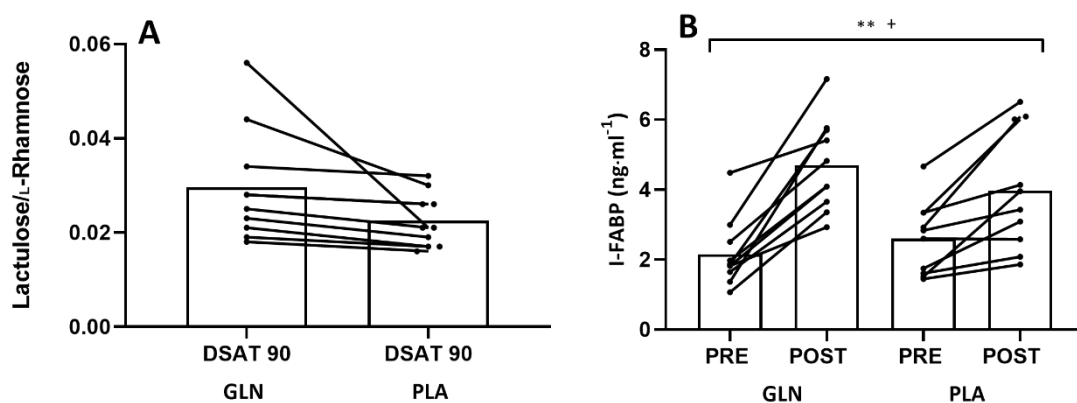 A
Lactulose/L-Rhamnose
0.06
0.04
0.02
0.00
DSAT 90 DSAT 90
GLN PLA
B
** +
I-FABP (ng·ml⁻¹)
8
6
4
2
0
PRE POST PRE POST
GLN PLA